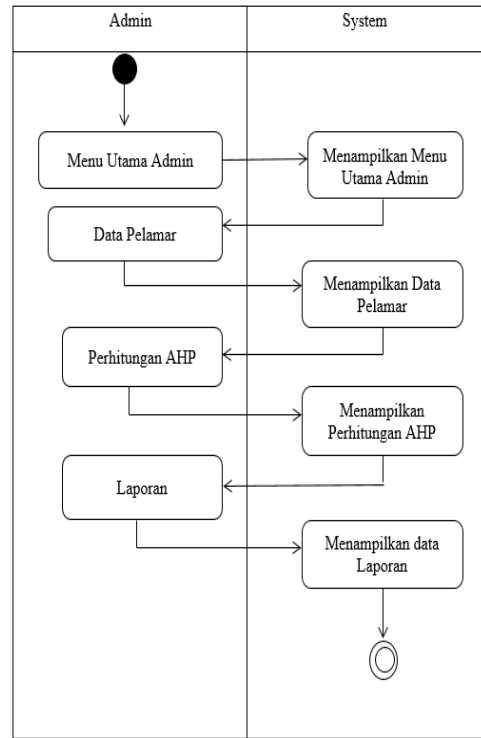 Admin
System
Menu Utama Admin
Menampilkan Menu
Utama Admin
Data Pelamar
Menampilkan Data
Pelamar
Perhitungan AHP
Menampilkan
Perhitungan AHP
Laporan
Menampilkan data
Laporan